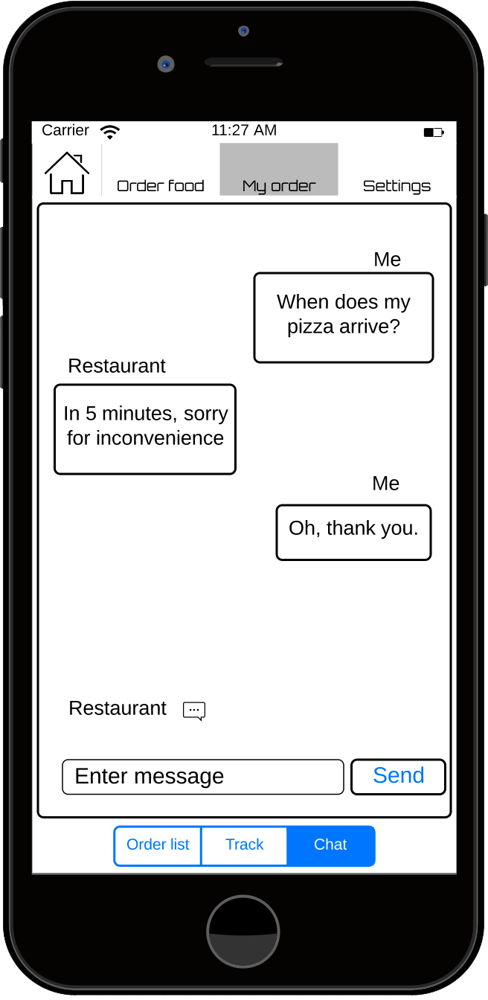 Carrier 11:27 AM
Order food My order Settings
Me
When does my
pizza arrive?
Restaurant
In 5 minutes, sorry
for inconvenience
Me
Oh, thank you.
Restaurant
Enter message Send
Order list Track Chat